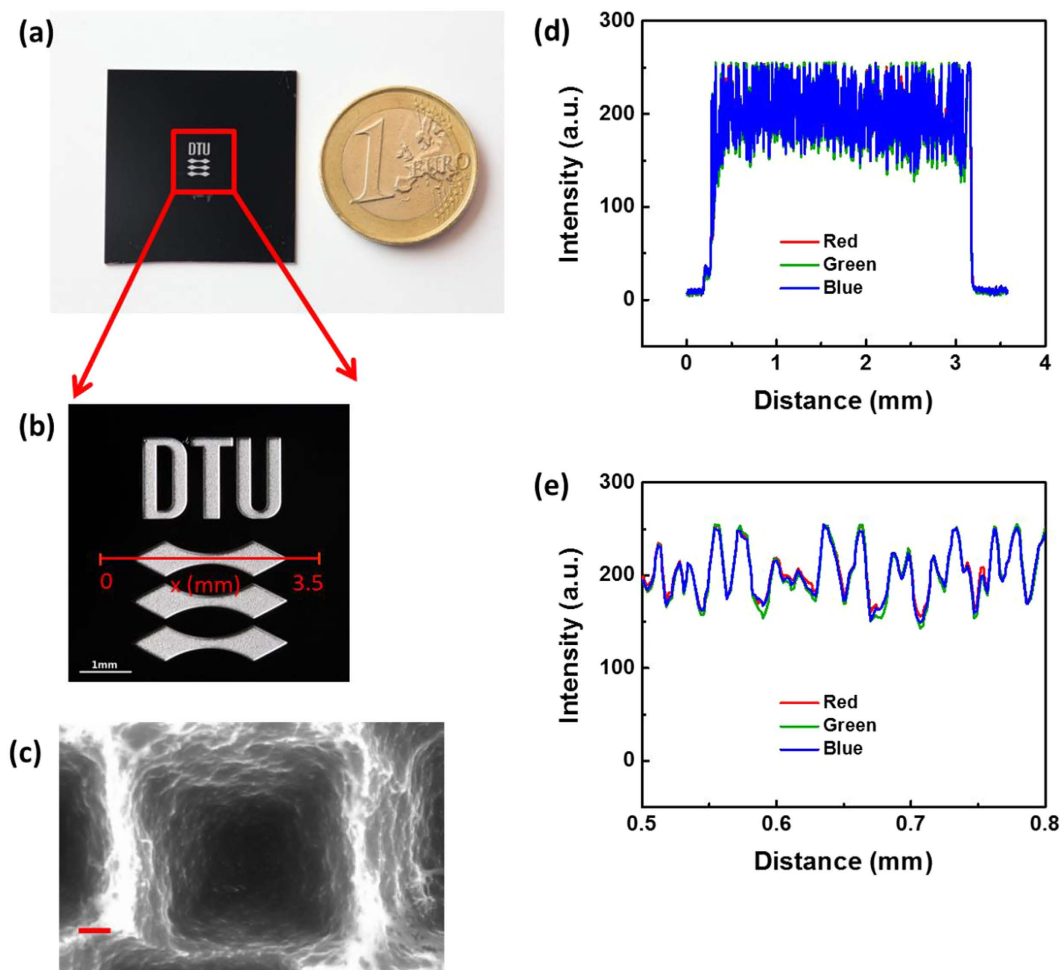 (a)
DTU
1 EURO
(b)
DTU
0 x (mm) 3.5
1mm
(c)
(d)
Intensity (a.u.)
300
200
100
0
Red
Green
Blue
0 1 2 3 4
Distance (mm)
(e)
Intensity (a.u.)
300
200
100
0
Red
Green
Blue
0.5 0.6 0.7 0.8
Distance (mm)